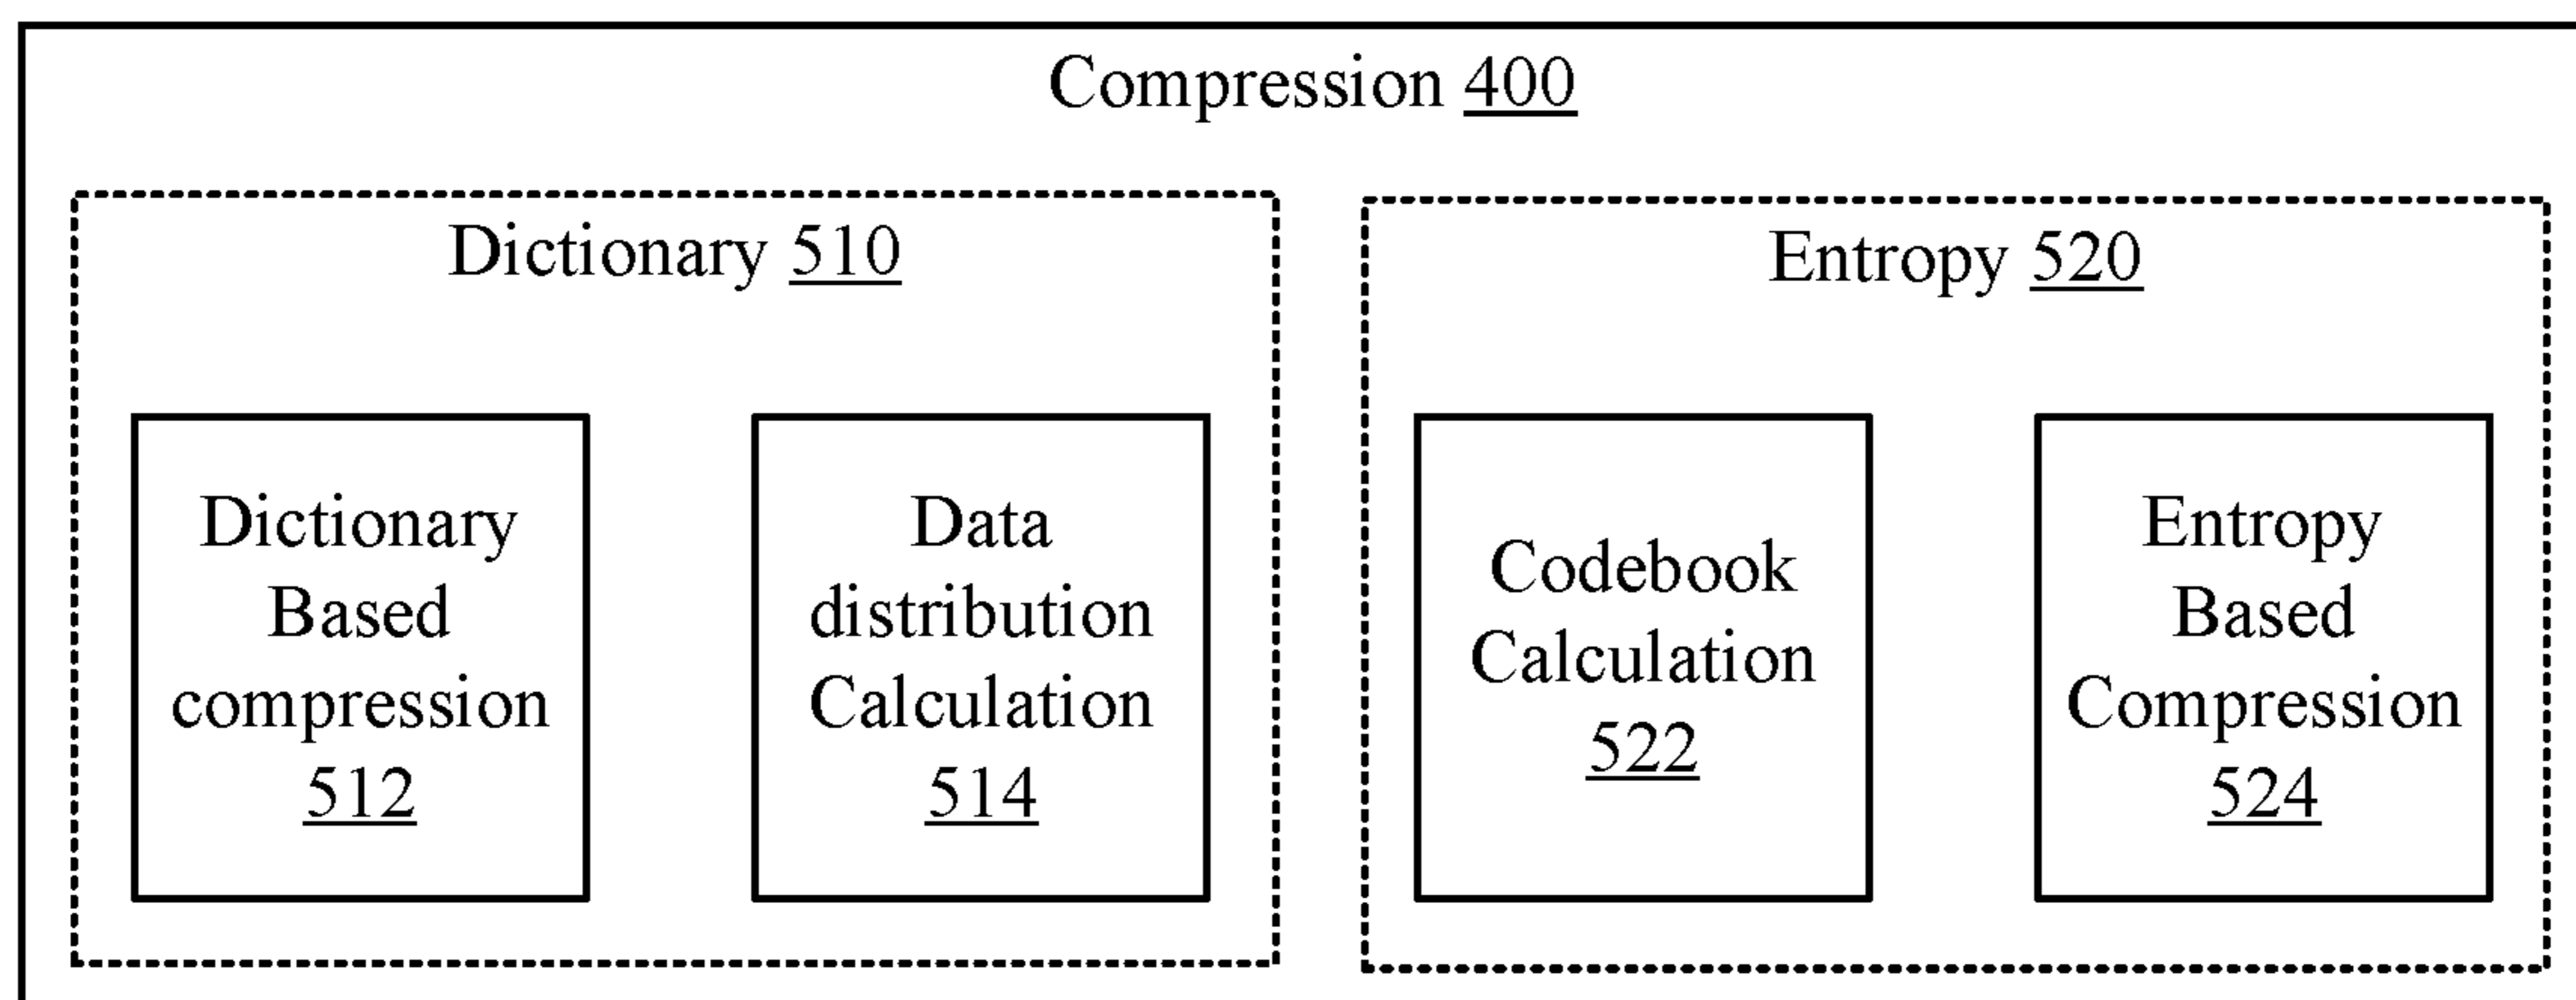 Compression 400
Dictionary 510
Entropy 520
Dictionary
Based
compression
512
Data
distribution
Calculation
514
Codebook
Calculation
522
Entropy
Based
Compression
524